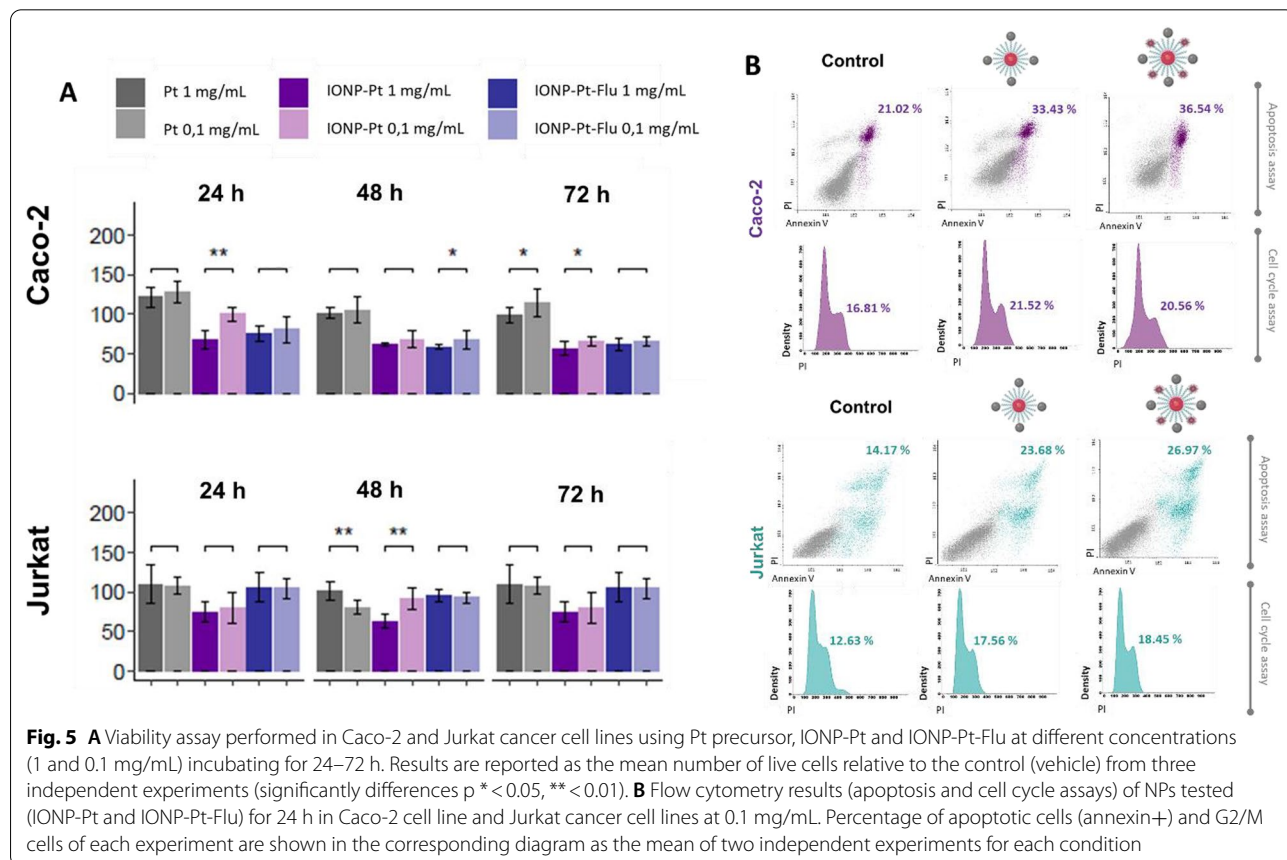 A
Pt 1 mg/mL
Pt 0,1 mg/mL
IONP-Pt 1 mg/mL
IONP-Pt 0,1 mg/mL
IONP-Pt-Flu 1 mg/mL
IONP-Pt-Flu 0,1 mg/mL
Caco-2
24 h
48 h
72 h
200
150
100
50
0
**
*
*
*
Jurkat
24 h
48 h
72 h
200
150
100
50
0
**
**
B
Control
Caco-2
21.02 %
33.43 %
36.54 %
PI
Annexin V
PI
Annexin V
PI
Annexin V
Apoptosis assay
16.81 %
21.52 %
20.56 %
Density
PI
Density
PI
Density
PI
Cell cycle assay
Control
Jurkat
14.17 %
23.68 %
26.97 %
PI
Annexin V
PI
Annexin V
PI
Annexin V
Apoptosis assay
12.63 %
17.56 %
18.45 %
Density
PI
Density
PI
Density
PI
Cell cycle assay
Fig. 5 A Viability assay performed in Caco-2 and Jurkat cancer cell lines using Pt precursor, IONP-Pt and IONP-Pt-Flu at different concentrations
(1 and 0.1 mg/mL) incubating for 24–72 h. Results are reported as the mean number of live cells relative to the control (vehicle) from three
independent experiments (significantly differences p * < 0.05, ** < 0.01). B Flow cytometry results (apoptosis and cell cycle assays) of NPs tested
(IONP-Pt and IONP-Pt-Flu) for 24 h in Caco-2 cell line and Jurkat cancer cell lines at 0.1 mg/mL. Percentage of apoptotic cells (annexin+) and G2/M
cells of each experiment are shown in the corresponding diagram as the mean of two independent experiments for each condition